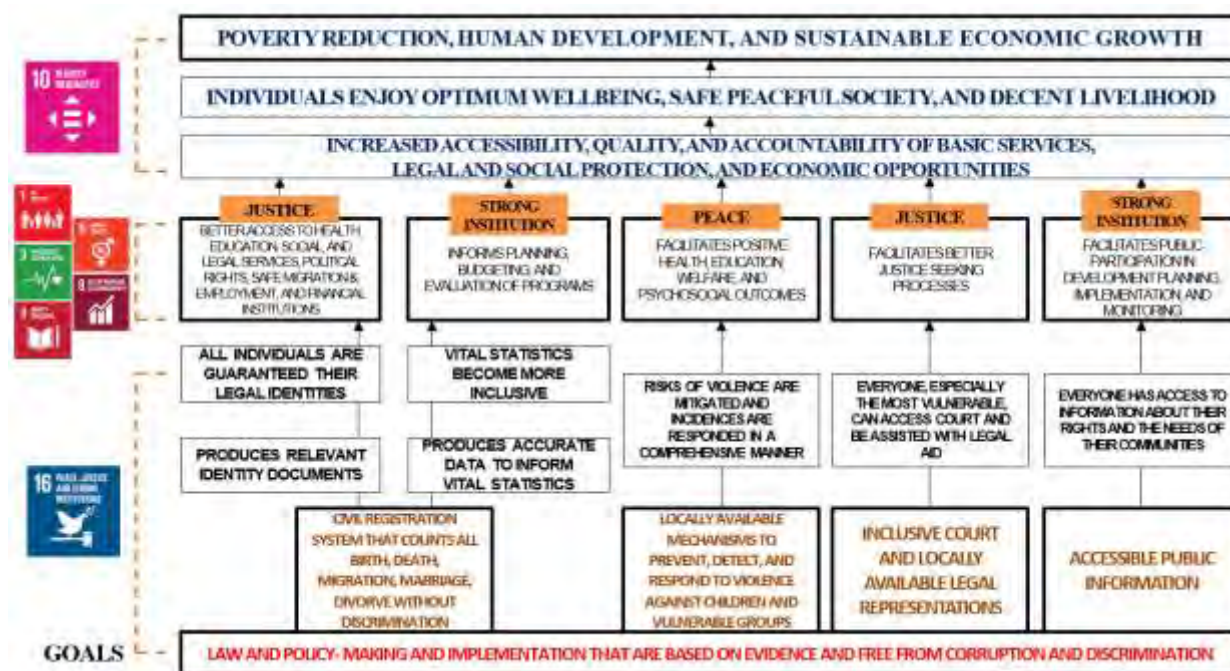 POVERTY REDUCTION, HUMAN DEVELOPMENT, AND SUSTAINABLE ECONOMIC GROWTH
10
INDIVIDUALS ENJOY OPTIMUM WELLBEING, SAFE PEACEFUL SOCIETY, AND DECENT LIVELIHOOD
INCREASED ACCESSIBILITY, QUALITY, AND ACCOUNTABILITY OF BASIC SERVICES,
LEGAL AND SOCIAL PROTECTION, AND ECONOMIC OPPORTUNITIES
JUSTICE
BETTER ACCESS TO HEALTH
EDUCATION, SOCIAL, AND
LEGAL SERVICES, POLITICAL
RIGHTS, SAFE MIGRATION &
EMPLOYMENT, AND FINANCIAL
INSTITUTIONS
STRONG
INSTITUTION
INFORMS PLANNING,
BUDGETING, AND
EVALUATION OF PROGRAMS
PEACE
FACILITATES POSITIVE
HEALTH, EDUCATION,
WELFARE, AND
PSYCHOSOCIAL OUTCOMES
JUSTICE
FACILITATES BETTER
JUSTICE SEEKING
PROCESSES
STRONG
INSTITUTION
FACILITATES PUBLIC
PARTICIPATION IN
DEVELOPMENT PLANNING,
IMPLEMENTATION, AND
MONITORING
ALL INDIVIDUALS ARE
GUARANTEED THEIR
LEGAL IDENTITIES
VITAL STATISTICS
BECOME MORE
INCLUSIVE
RISKS OF VIOLENCE ARE
MITIGATED AND
INCIDENCES ARE
RESPONDED IN A
COMPREHENSIVE MANNER
EVERYONE, ESPECIALLY
THE MOST VULNERABLE,
CAN ACCESS COURT AND
BE ASSISTED WITH LEGAL
AID
EVERYONE HAS ACCESS TO
INFORMATION ABOUT THEIR
RIGHTS AND THE NEEDS OF
THEIR COMMUNITIES
PRODUCES RELEVANT
IDENTITY DOCUMENTS
PRODUCES ACCURATE
DATA TO INFORM
VITAL STATISTICS
16 PEACE, JUSTICE
AND STRONG
INSTITUTIONS
CIVIL REGISTRATION
SYSTEM THAT COUNTS ALL
BIRTH, DEATH,
MIGRATION, MARRIAGE,
DIVORVE WITHOUT
DISCRIMINATION
LOCALLY AVAILABLE
MECHANISMS TO
PREVENT, DETECT, AND
RESPOND TO VIOLENCE
AGAINST CHILDREN AND
VULNERABLE GROUPS
INCLUSIVE COURT
AND LOCALLY
AVAILABLE LEGAL
REPRESENTATIONS
ACCESSIBLE PUBLIC
INFORMATION
GOALS
LAW AND POLICY- MAKING AND IMPLEMENTATION THAT ARE BASED ON EVIDENCE AND FREE FROM CORRUPTION AND DISCRIMINATION